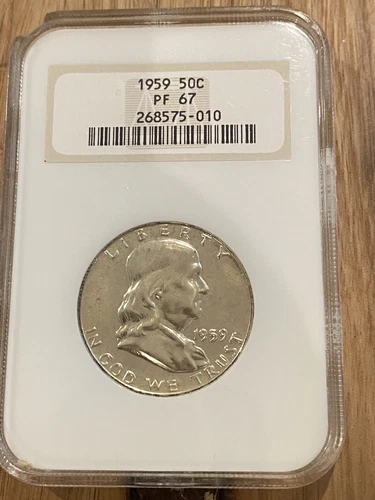 1959 50C
PF 67
268575-010
LIBERTY
1959
IN GOD WE TRUST